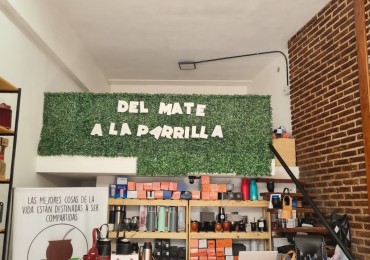 DEL MATE
A LA PARRILLA
LAS MEJORES COSAS DE LA
VIDA ESTÁN DESTINADAS A SER
COMPARTIDAS